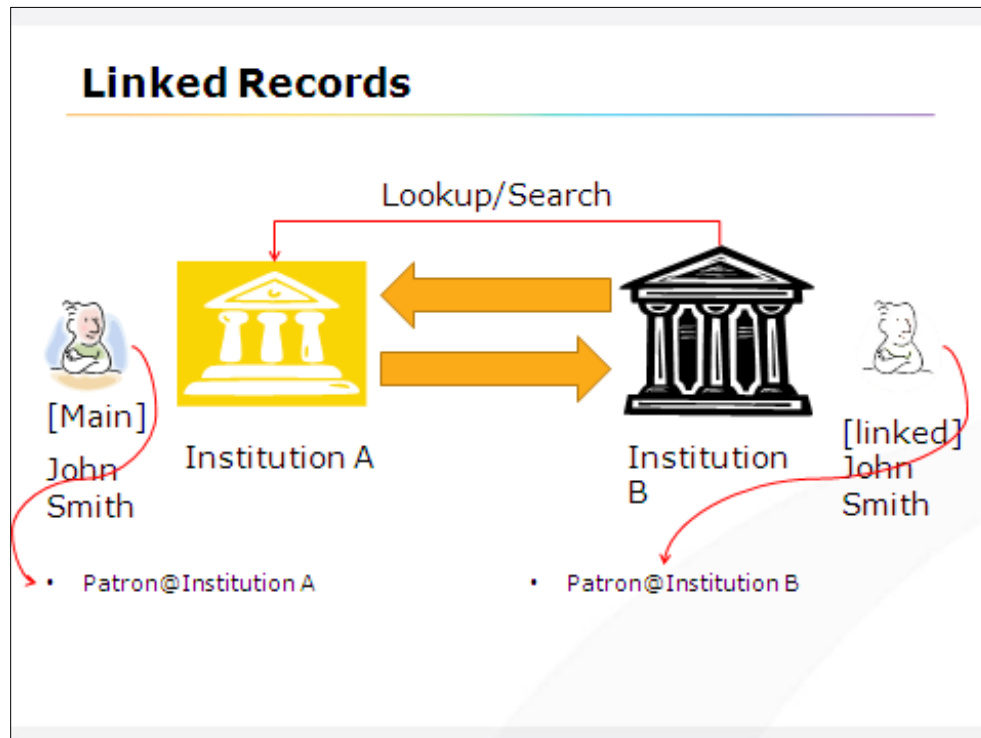 Linked Records
Lookup/Search
[Main]
John
Smith
Institution A
Institution
B
[linked]
John
Smith
• Patron@Institution A
• Patron@Institution B